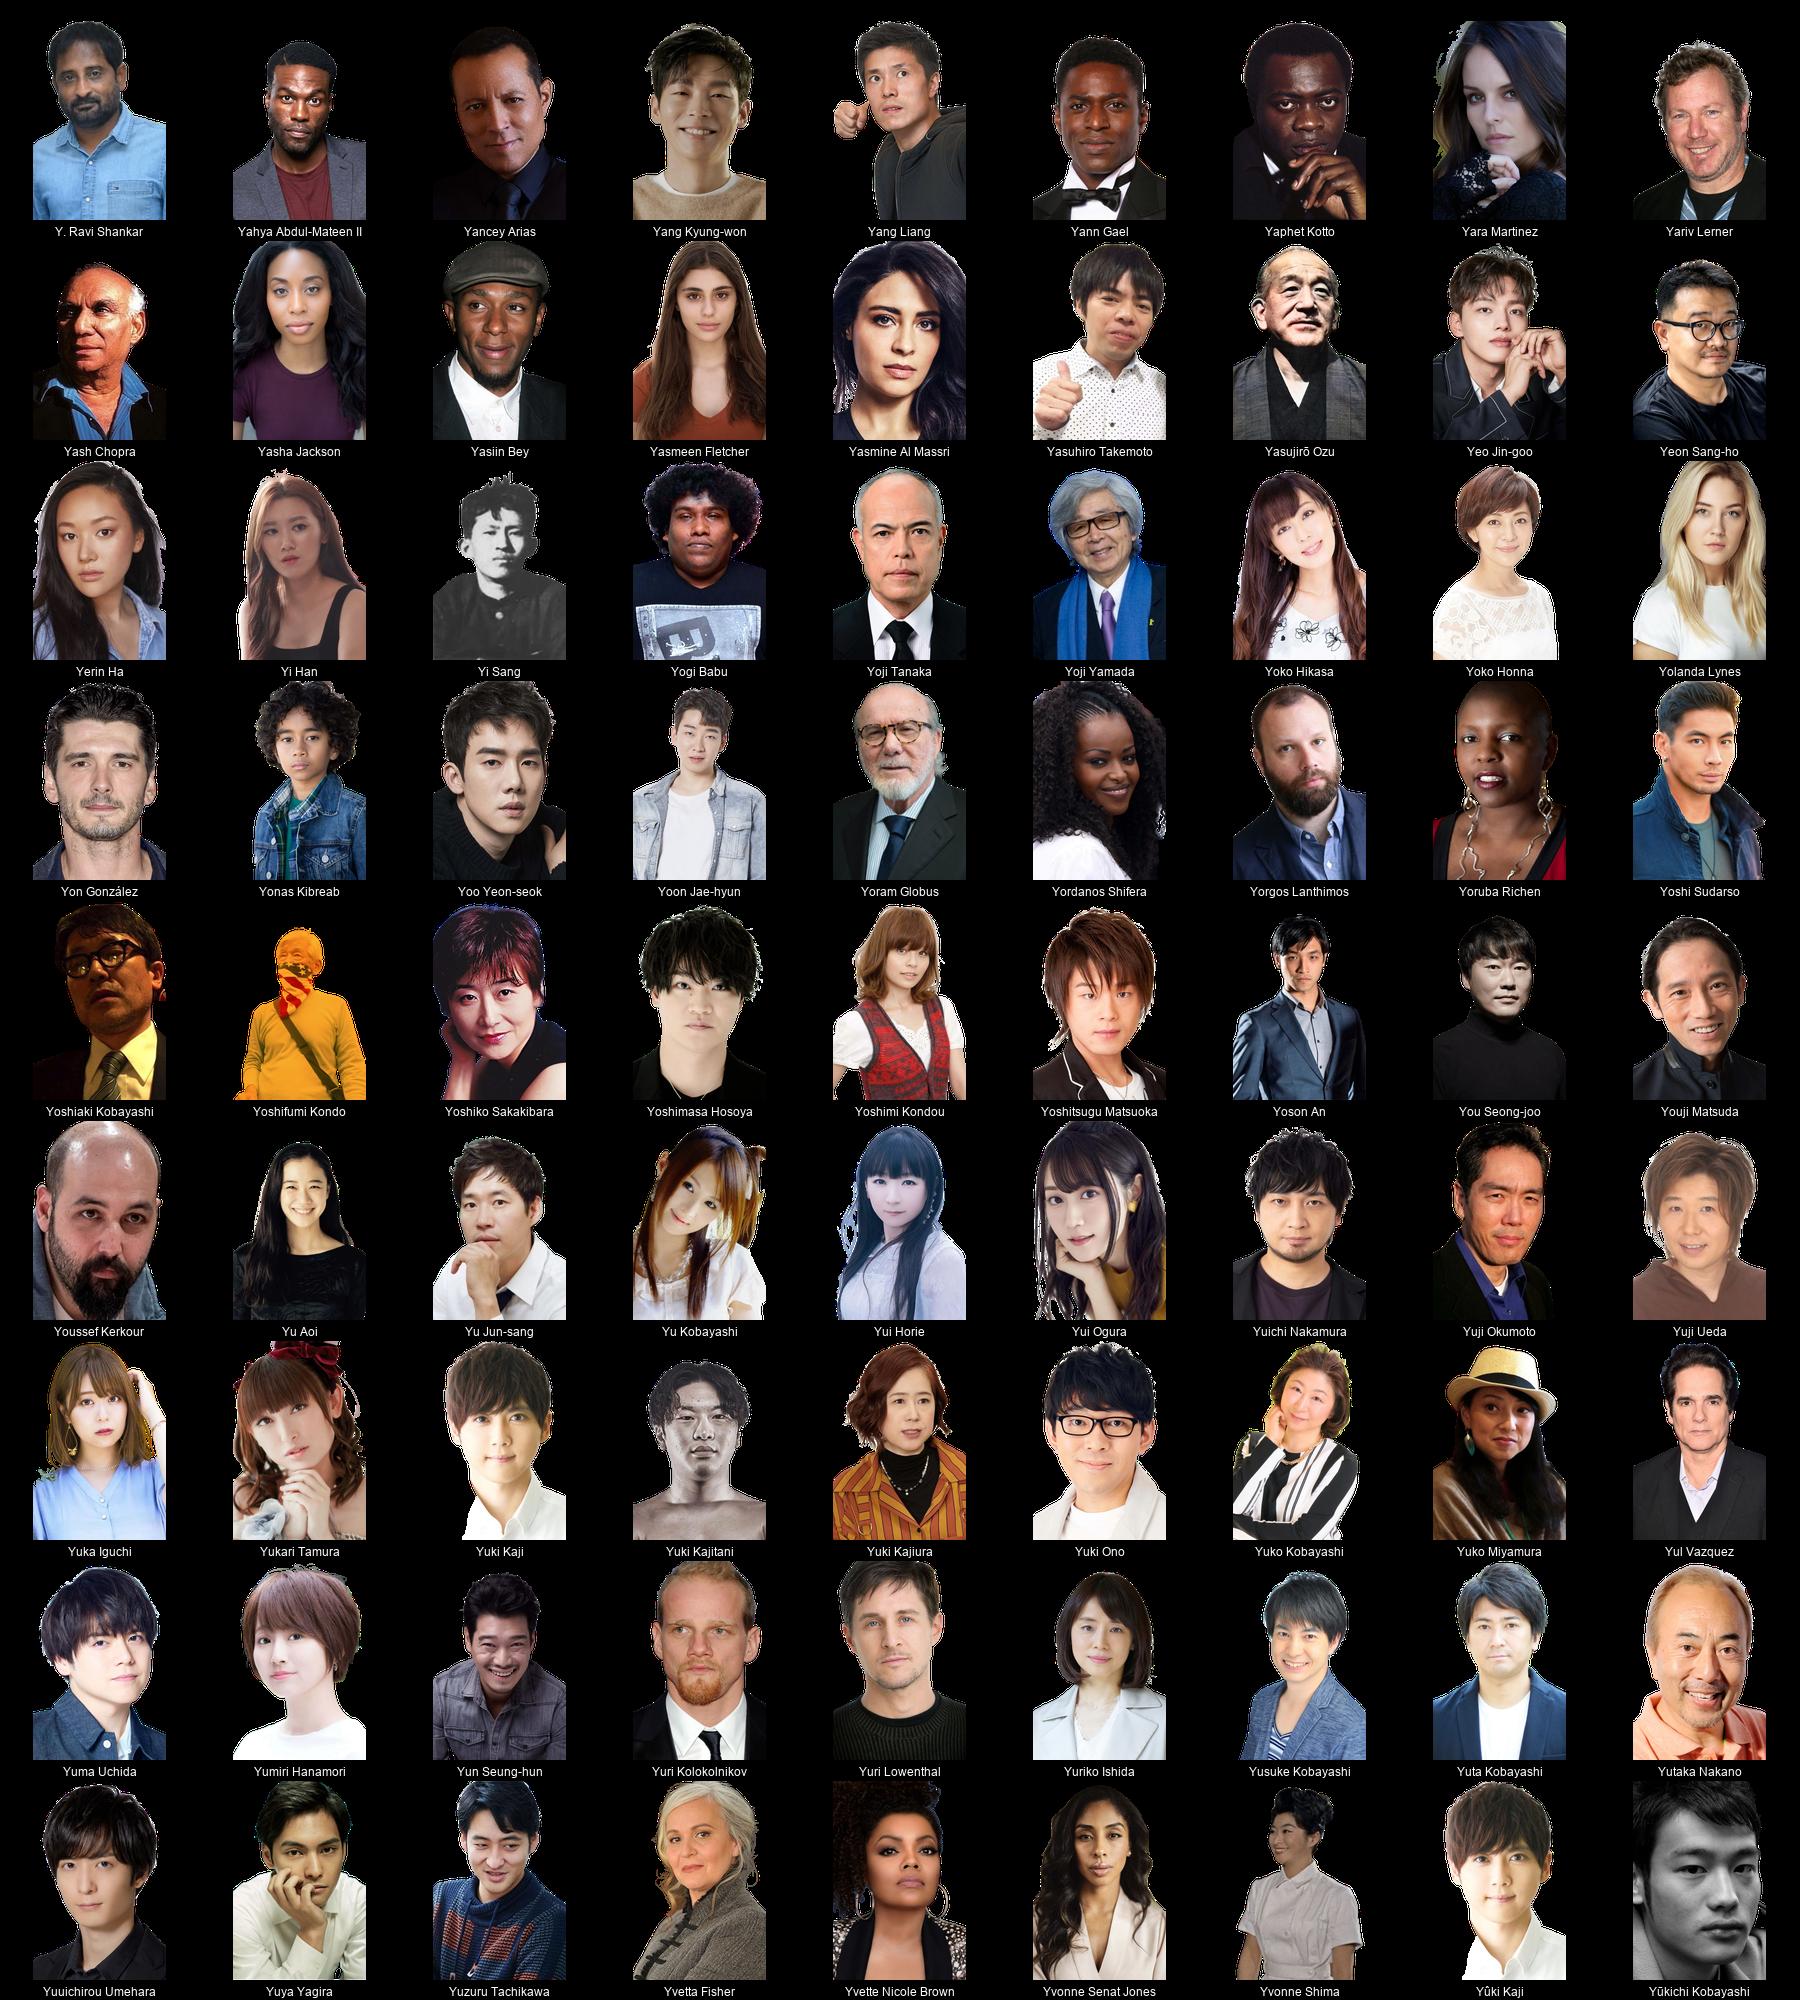 Y. Ravi Shankar
Yahya Abdul-Mateen II
Yancey Arias
Yang Kyung-won
Yang Liang
Yann Gael
Yaphet Kotto
Yara Martinez
Yariv Lerner
Yash Chopra
Yasha Jackson
Yasiin Bey
Yasmeen Fletcher
Yasmine Al Massri
Yasuhiro Takemoto
Yasujirō Ozu
Yeo Jin-goo
Yeon Sang-ho
Yerin Ha
Yi Han
Yi Sang
Yogi Babu
Yoji Tanaka
Yoji Yamada
Yoko Hikasa
Yoko Honna
Yolanda Lynes
Yon González
Yonas Kibreab
Yoo Yeon-seok
Yoon Jae-hyun
Yoram Globus
Yordanos Shifera
Yorgos Lanthimos
Yoruba Richen
Yoshi Sudarso
Yoshiaki Kobayashi
Yoshifumi Kondo
Yoshiko Sakakibara
Yoshimasa Hosoya
Yoshimi Kondou
Yoshitsugu Matsuoka
Yoson An
You Seong-joo
Youji Matsuda
Youssef Kerkour
Yu Aoi
Yu Jun-sang
Yu Kobayashi
Yui Horie
Yui Ogura
Yuichi Nakamura
Yuji Okumoto
Yuji Ueda
Yuka Iguchi
Yukari Tamura
Yuki Kaji
Yuki Kajitani
Yuki Kajiura
Yuki Ono
Yuko Kobayashi
Yuko Miyamura
Yul Vazquez
Yuma Uchida
Yumiri Hanamori
Yun Seung-hun
Yuri Kolokolnikov
Yuri Lowenthal
Yuriko Ishida
Yusuke Kobayashi
Yuta Kobayashi
Yutaka Nakano
Yuuichirou Umehara
Yuya Yagira
Yuzuru Tachikawa
Yvetta Fisher
Yvette Nicole Brown
Yvonne Senat Jones
Yvonne Shima
Yûki Kaji
Yūkichi Kobayashi